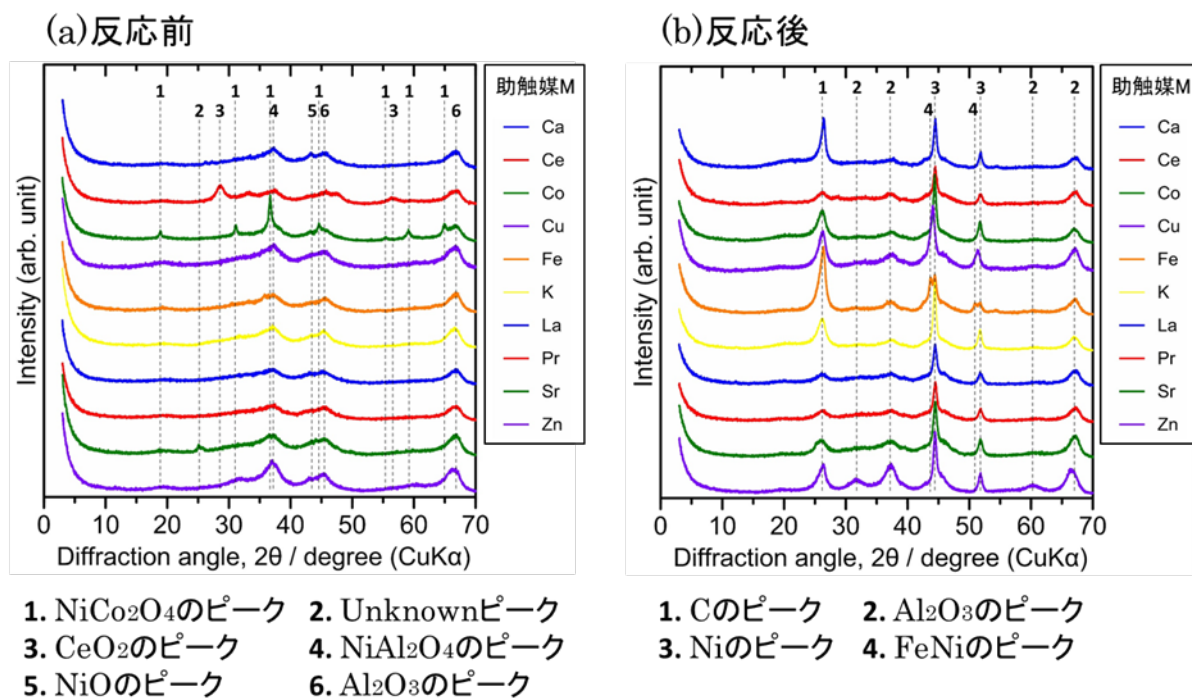 (a)反応前
1 1 1 1 1 1 1
2 3 4 5 6 3 6
助触媒M
Ca
Ce
Co
Cu
Fe
K
La
Pr
Sr
Zn
Intensity (arb. unit)
0 10 20 30 40 50 60 70
Diffraction angle, 2θ / degree (CuKα)
1. NiCo2O4のピーク 2. Unknownピーク
3. CeO2のピーク 4. NiAl2O4のピーク
5. NiOのピーク 6. Al2O3のピーク
(b)反応後
1 2 2 3 3 2 2
4 4
助触媒M
Ca
Ce
Co
Cu
Fe
K
La
Pr
Sr
Zn
Intensity (arb. unit)
0 10 20 30 40 50 60 70
Diffraction angle, 2θ / degree (CuKα)
1. Cのピーク 2. Al2O3のピーク
3. Niのピーク 4. FeNiのピーク